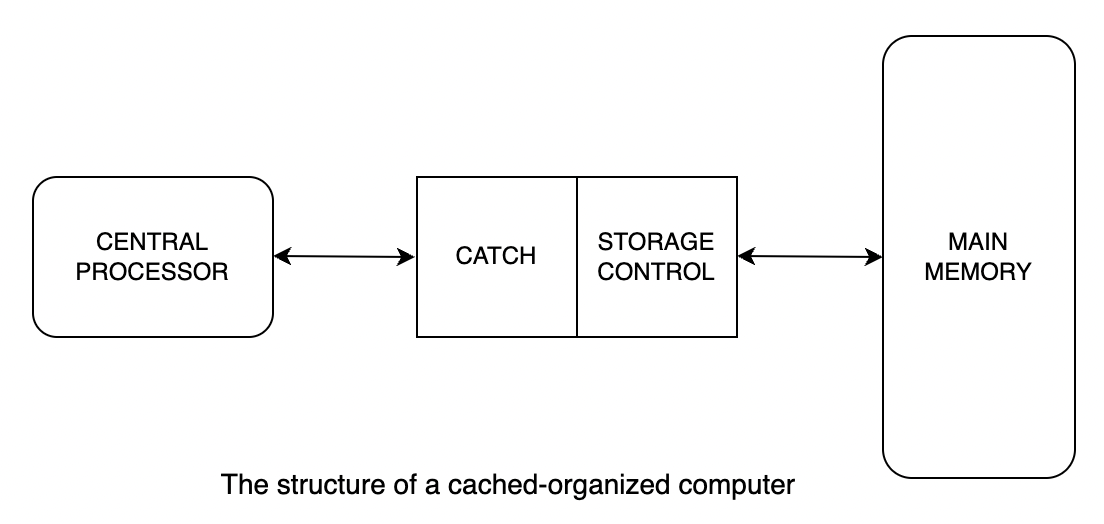 CENTRAL
PROCESSOR
CATCH
STORAGE
CONTROL
MAIN
MEMORY
The structure of a cached-organized computer